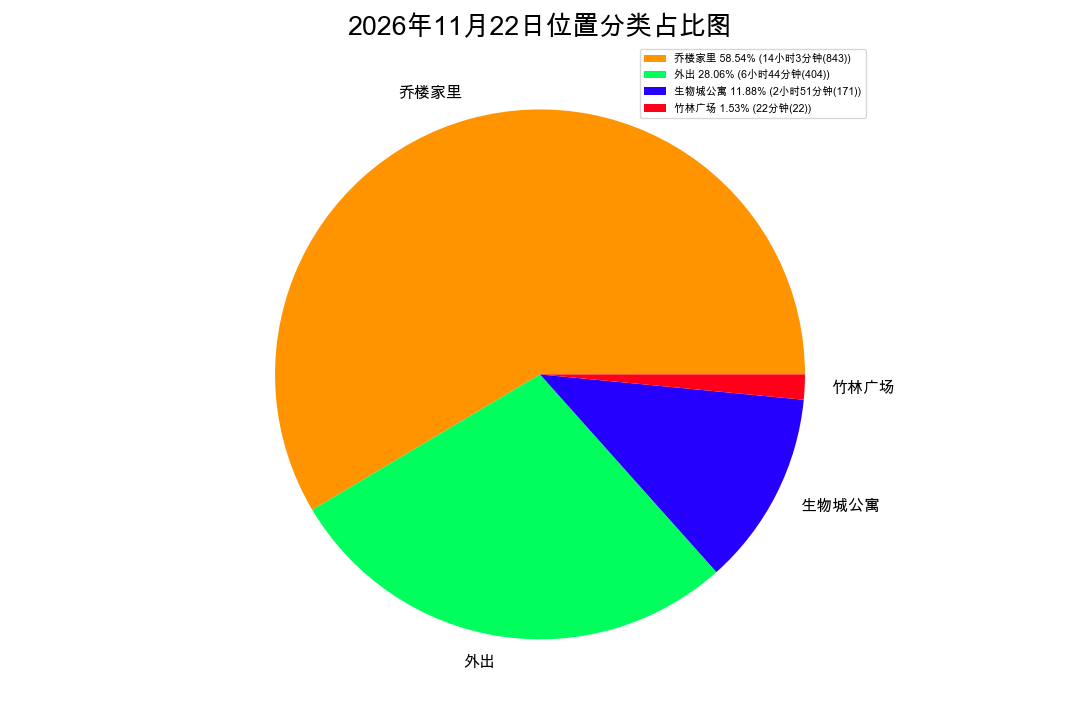 2026年11月22日位置分类占比图
乔楼家里 58.54% (14小时3分钟(843))
外出 28.06% (6小时44分钟(404))
生物城公寓 11.88% (2小时51分钟(171))
竹林广场 1.53% (22分钟(22))
乔楼家里
竹林广场
生物城公寓
外出